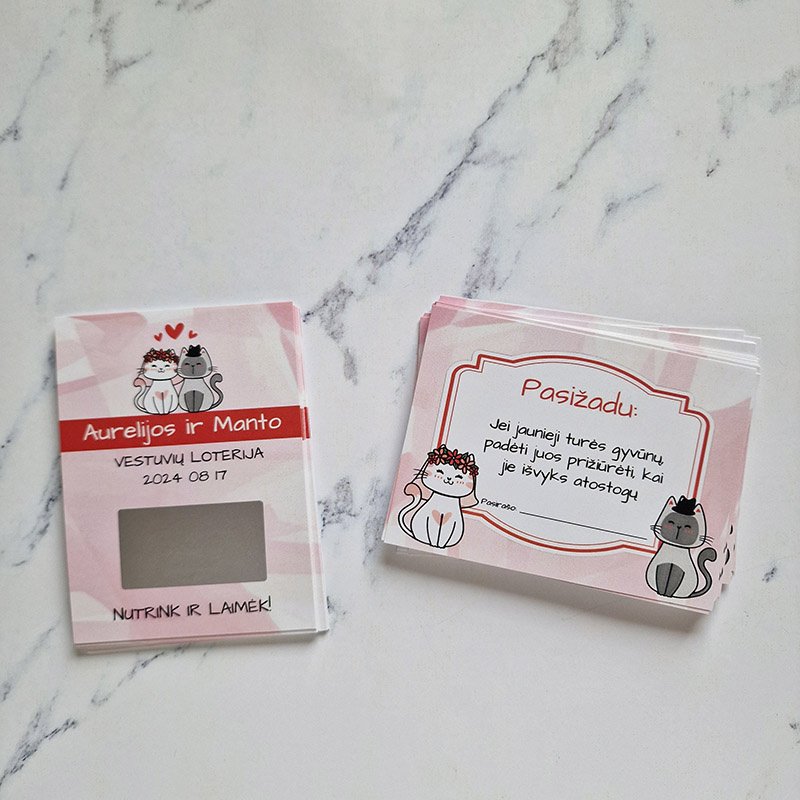 Aurelijos ir Manto
VESTUVIŲ LOTERIJA
2024 08 17
NUTRINK IR LAIMĖK!
Pasižadu:
Jei jaunieji turės gyvūnų,
padėti juos prižiūrėti, kai
jie išvyks atostogų
Pasirašo: